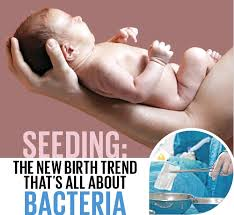 SEEDING:
THE NEW BIRTH TREND
THAT'S ALL ABOUT
BACTERIA